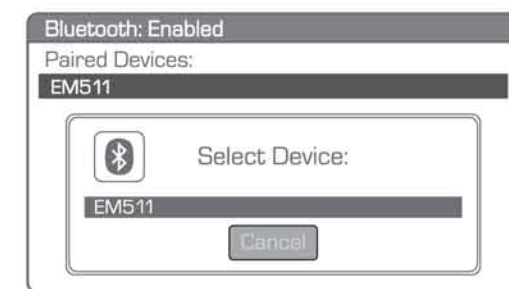 Bluetooth: Enabled
Paired Devices:
EM511
Select Device:
EM511
Cancel